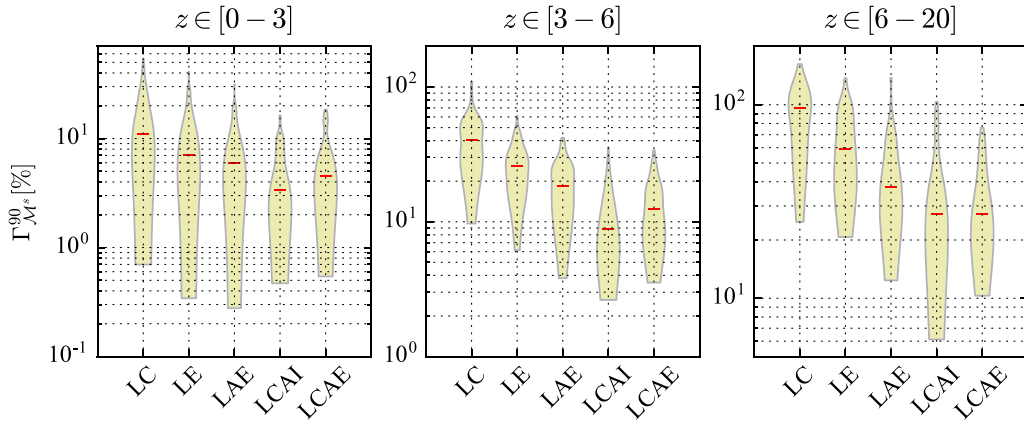 z ∈ [0 − 3]
z ∈ [3 − 6]
z ∈ [6 − 20]
Γ^{90}_{ℳ^s} [%]
10^1
10^0
10^{-1}
10^2
10^1
10^0
10^2
10^1
LC LE LAE LCAI LCAE
LC LE LAE LCAI LCAE
LC LE LAE LCAI LCAE